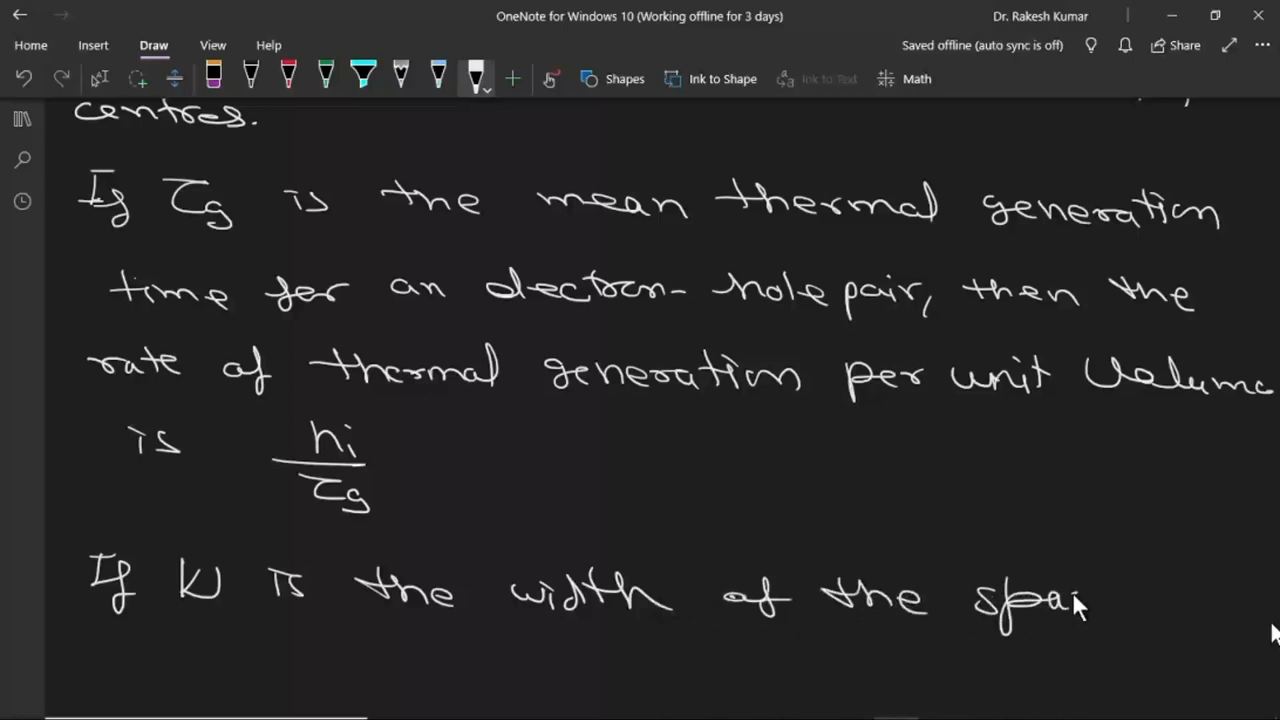 OneNote for Windows 10 (Working offline for 3 days)
Dr. Rakesh Kumar
Home Insert Draw View Help
Saved offline (auto sync is off) Share
Shapes Ink to Shape Ink to Text Math
centres.
If τg is the mean thermal generation
time for an electron-hole pair, then the
rate of thermal generation per unit volume
is ni/τg
If W is the width of the spa